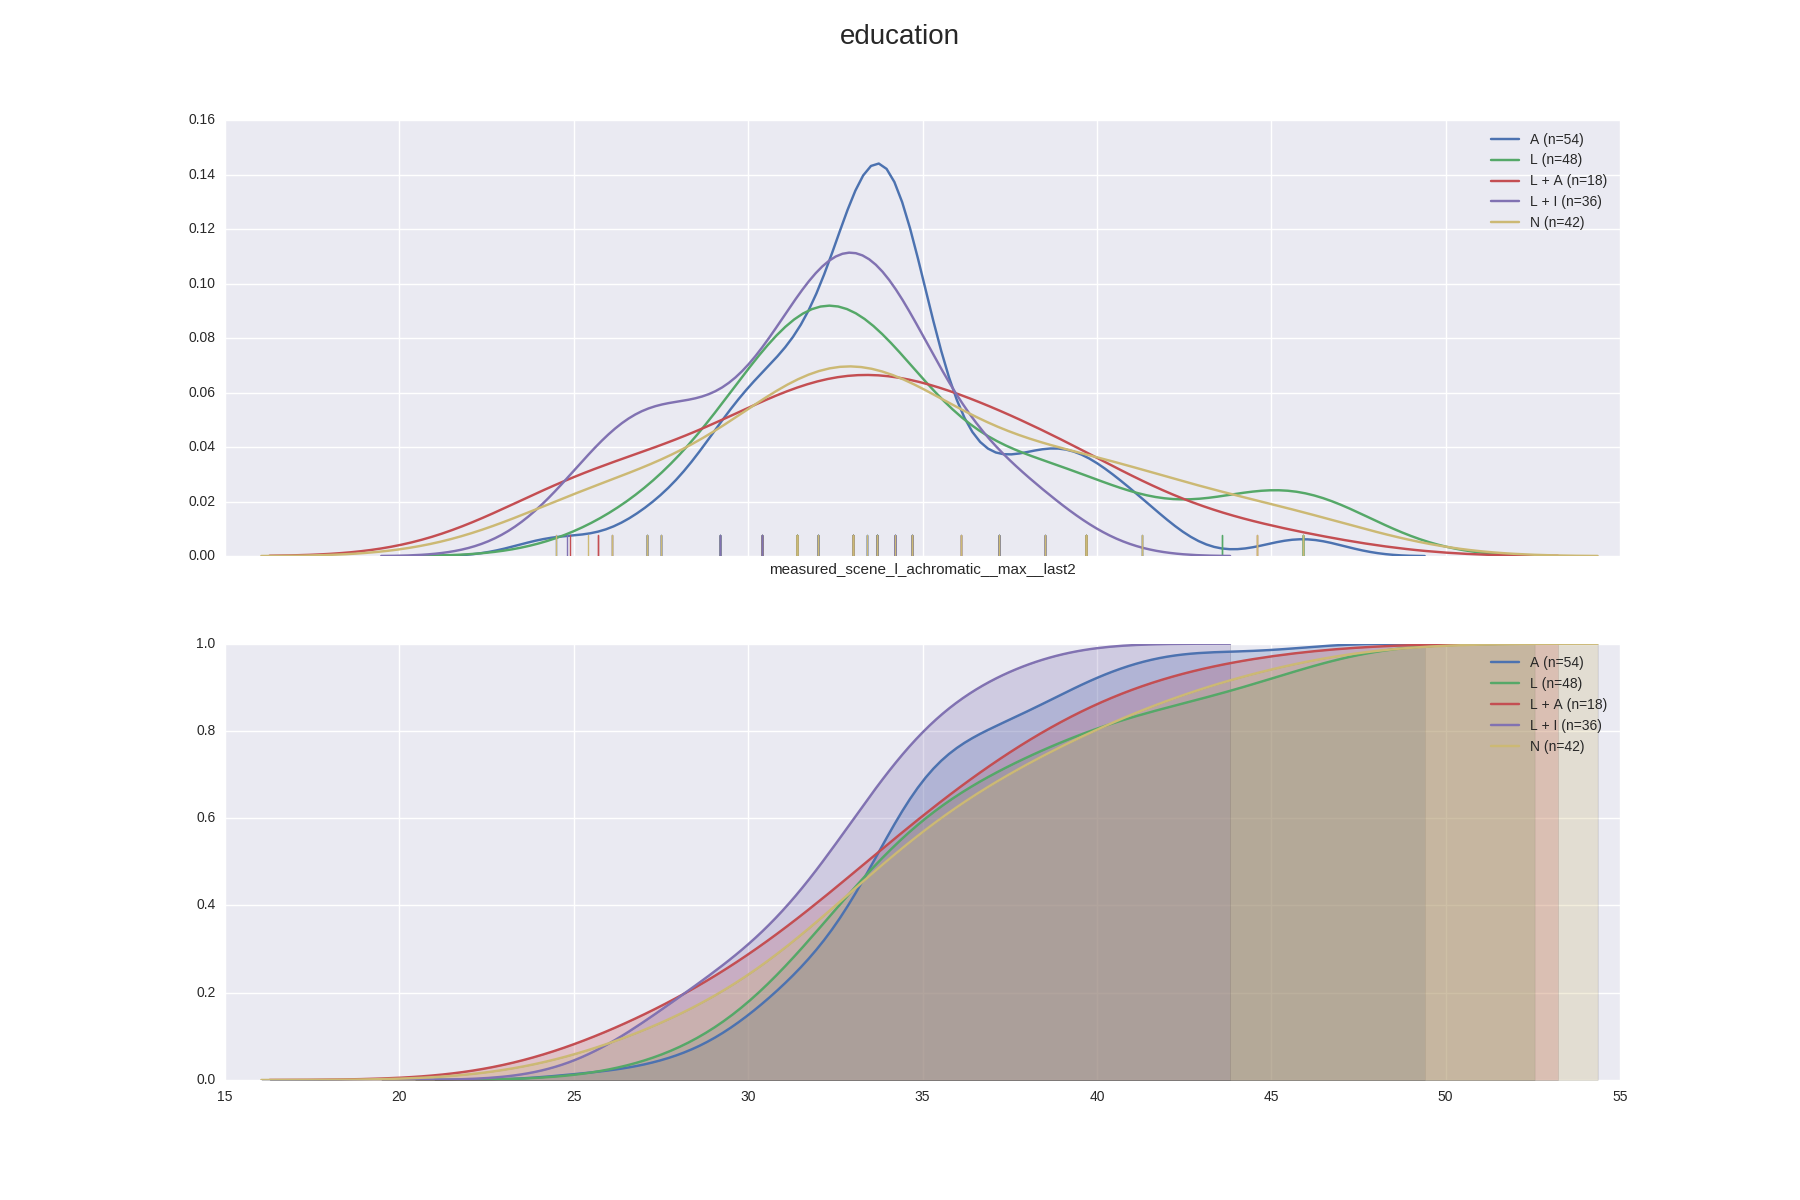 education
0.16
0.14
0.12
0.10
0.08
0.06
0.04
0.02
0.00
A (n=54)
L (n=48)
L + A (n=18)
L + I (n=36)
N (n=42)
measured_scene_l_achromatic__max__last2
1.0
0.8
0.6
0.4
0.2
0.0
A (n=54)
L (n=48)
L + A (n=18)
L + I (n=36)
N (n=42)
15 20 25 30 35 40 45 50 55